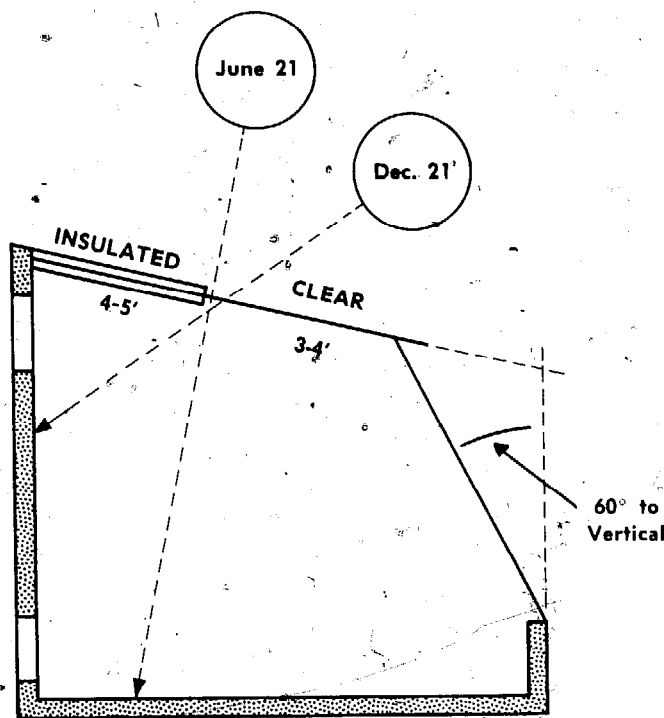 June 21
Dec. 21
INSULATED
4-5'
CLEAR
3-4'
60° to
Vertical